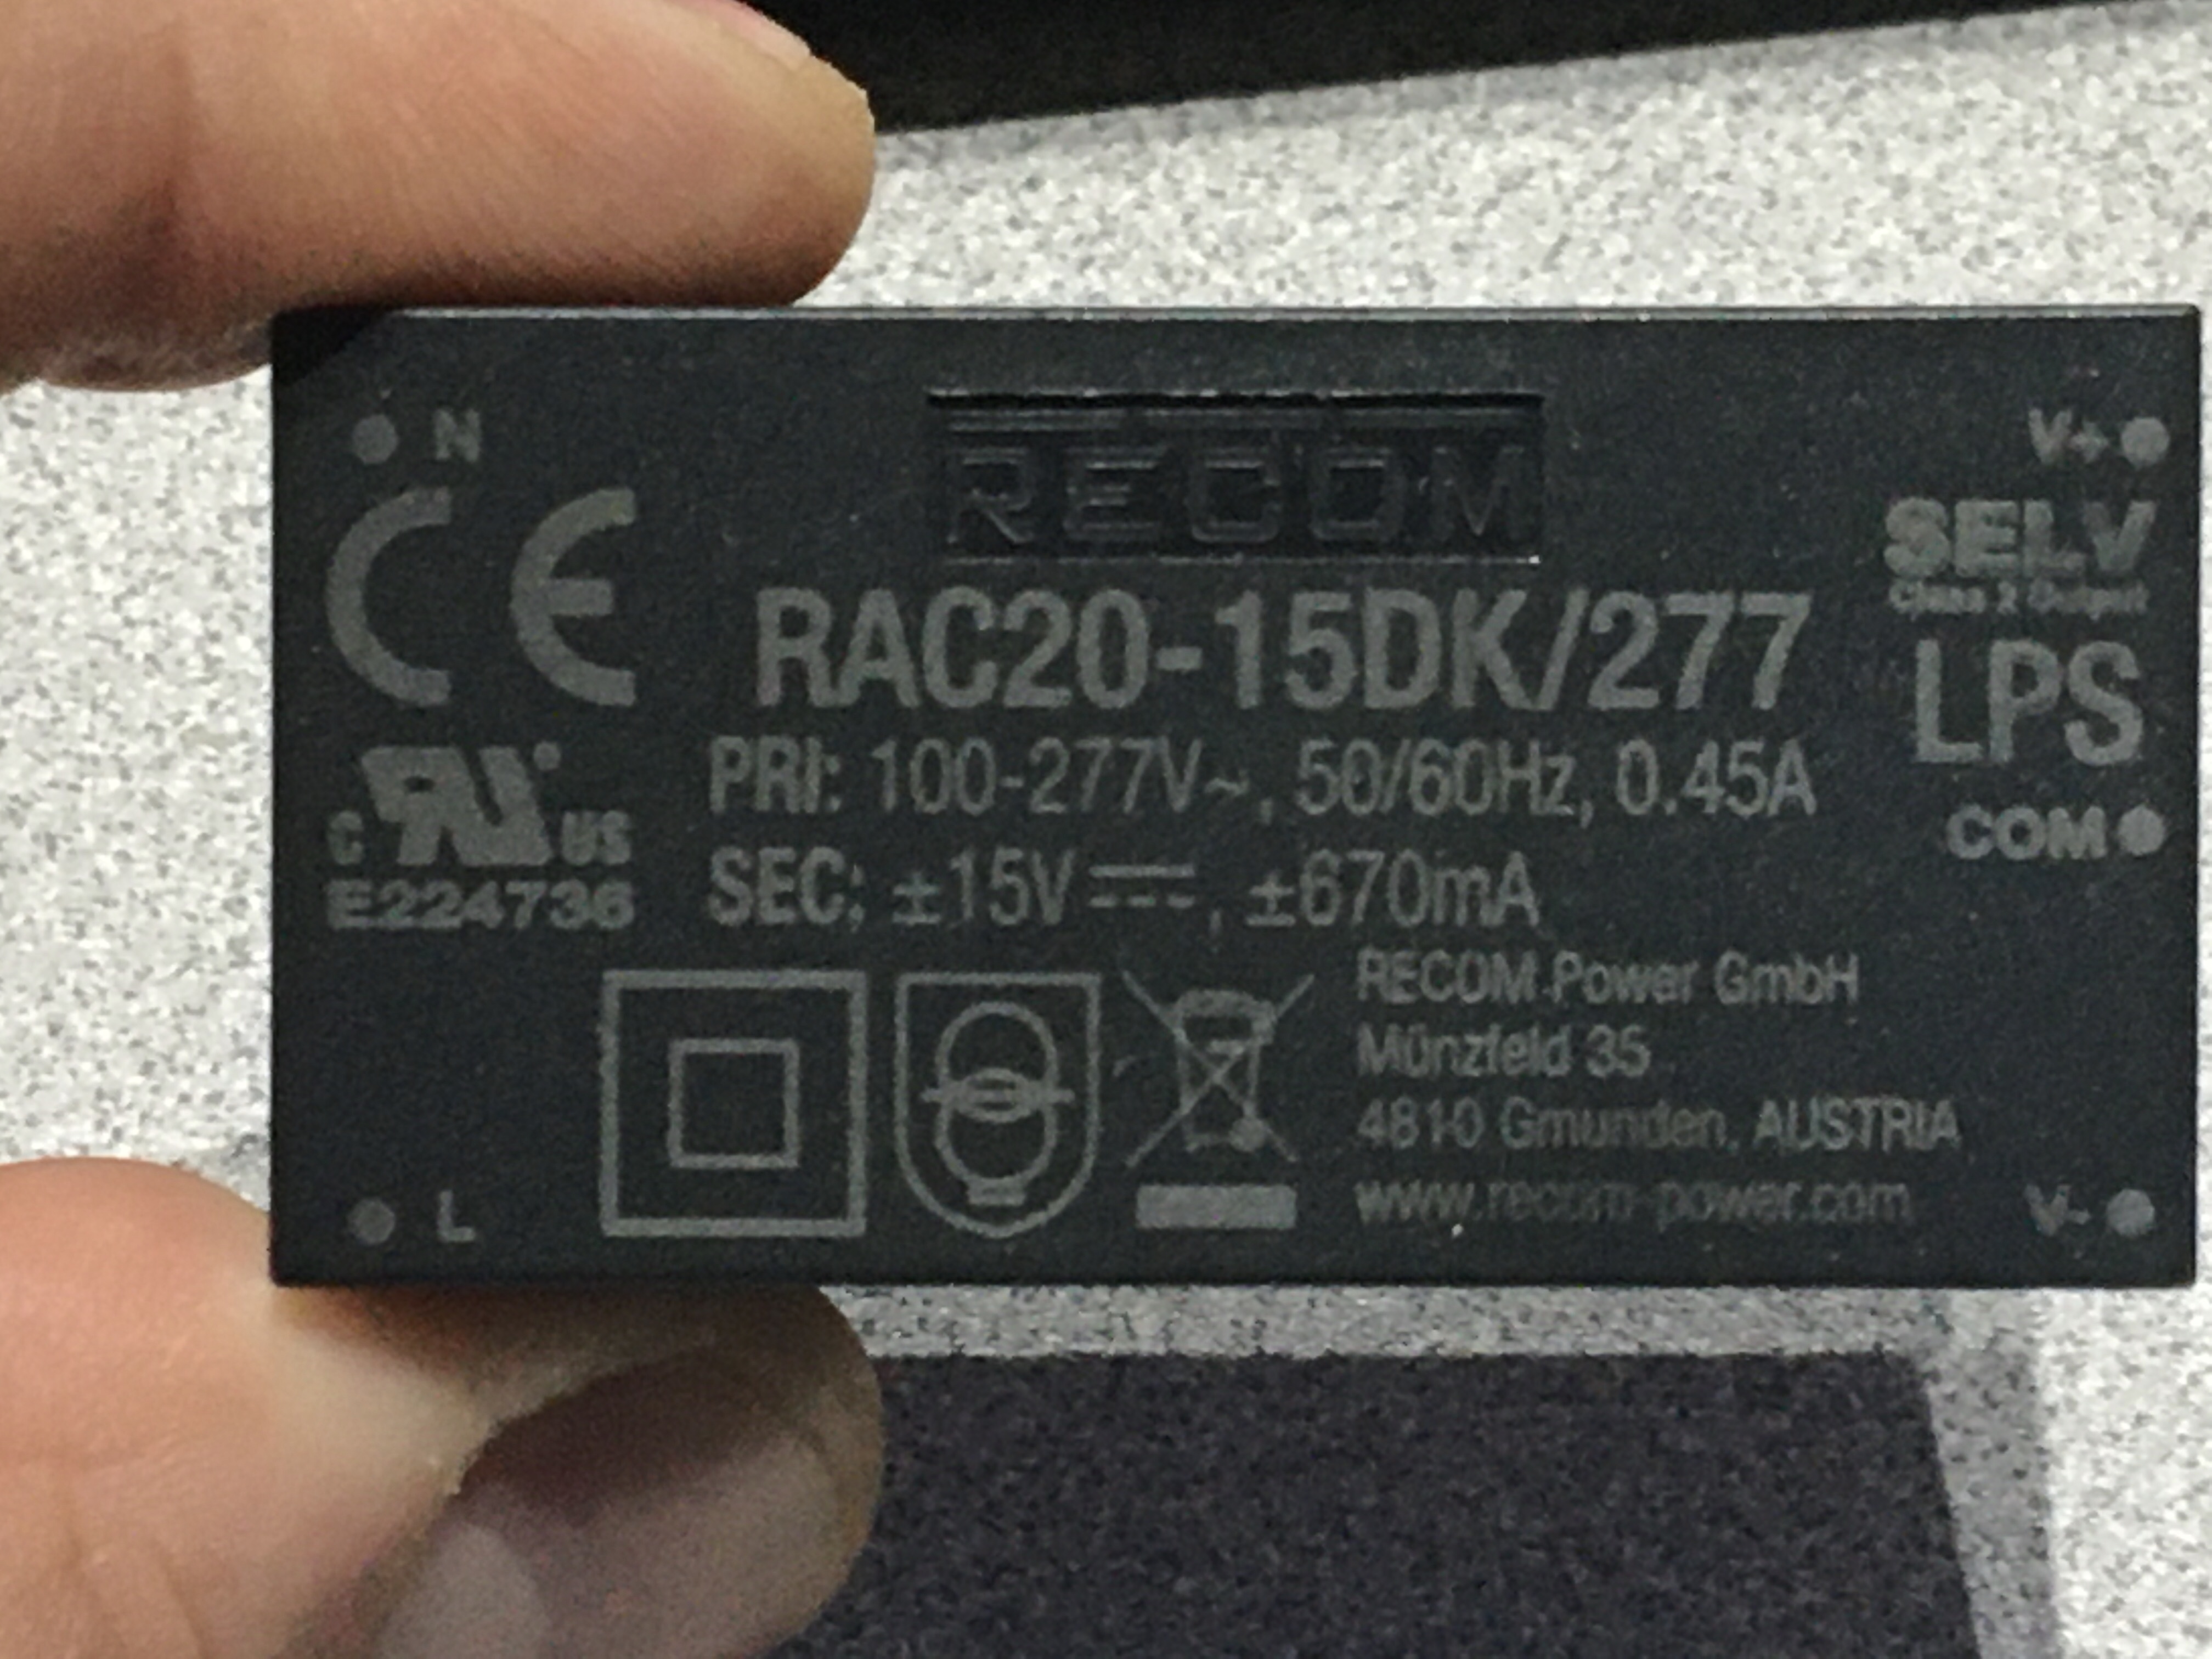 N
V+
RECOM
SELV
RAC20-15DK/277
LPS
PRI: 100-277V~, 50/60Hz, 0.45A
COM
c RU US
E224736
SEC: ±15V⎓, ±670mA
RECOM Power GmbH
Münzfeld 35
4810 Gmunden, AUSTRIA
www.recom-power.com
L
V-